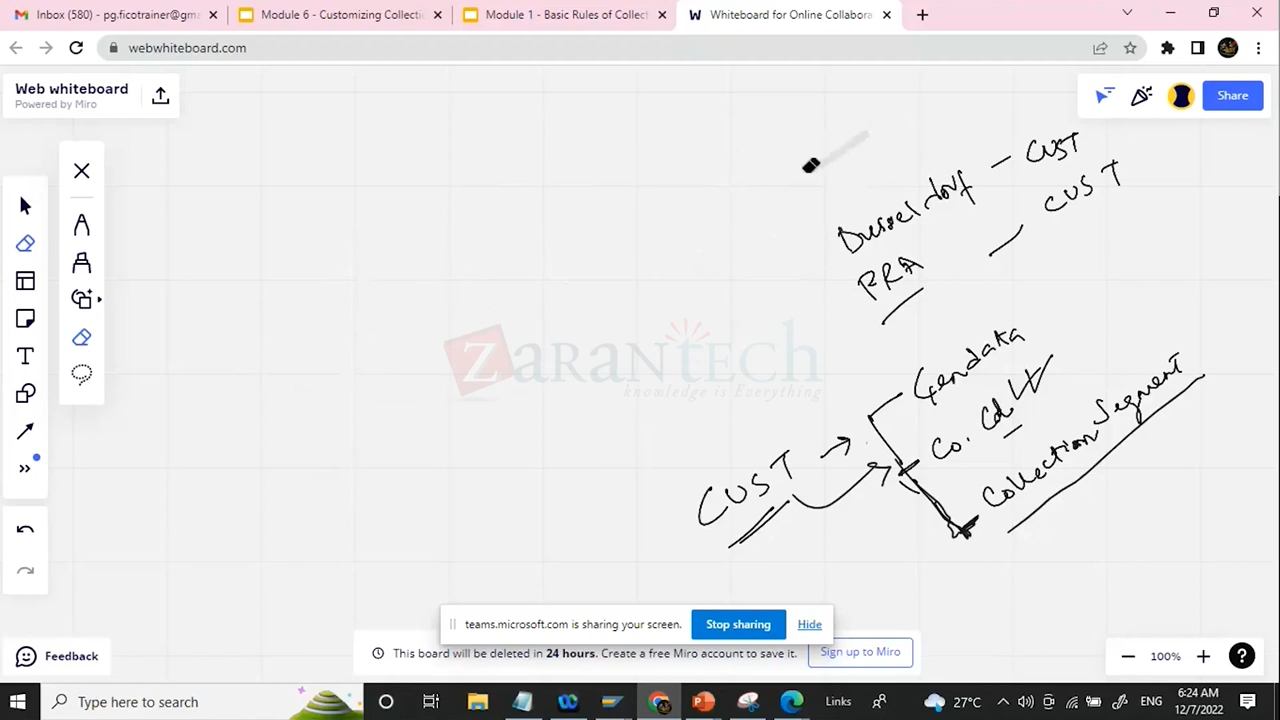 Inbox (580) - pg.ficotrainer@gm
Module 6 - Customizing Collecti
Module 1 - Basic Rules of Collect
Whiteboard for Online Collabora
webwhiteboard.com
Web whiteboard
Powered by Miro
Share
Dusseldorf - CUST
FRA - CUST
ZARANTECH
knowledge is Everything
CUST
Gendata
Co. Cd
Collection Segment
T
teams.microsoft.com is sharing your screen.
Stop sharing
Hide
This board will be deleted in 24 hours. Create a free Miro account to save it.
Sign up to Miro
Feedback
100%
Type here to search
Links
27°C
ENG
6:24 AM
12/7/2022